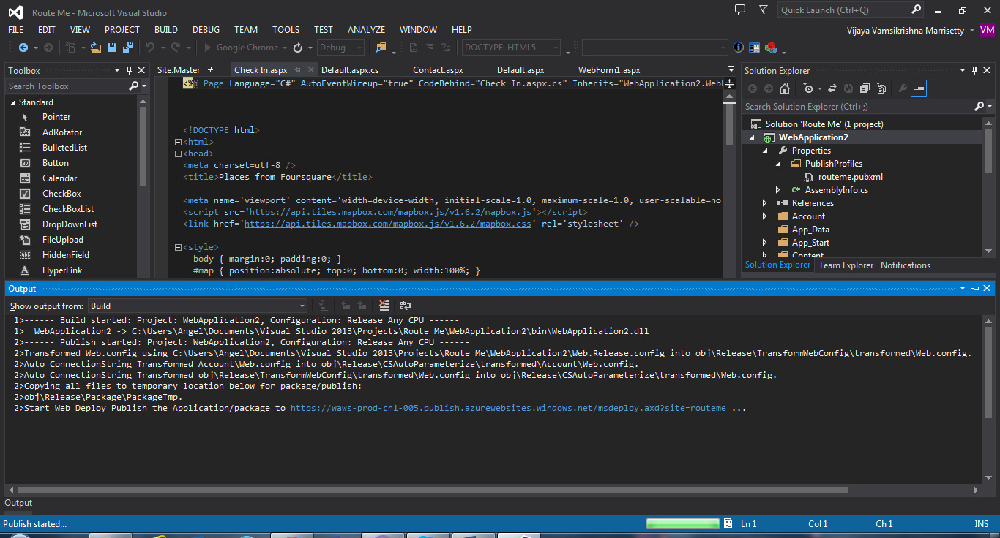 Route Me - Microsoft Visual Studio
Quick Launch (Ctrl+Q)
FILE EDIT VIEW PROJECT BUILD DEBUG TEAM TOOLS TEST ANALYZE WINDOW HELP
Vijaya Vamsikrishna Marrisetty VM
Google Chrome Debug DOCTYPE: HTML5
Toolbox
Search Toolbox
Standard
Pointer
AdRotator
BulletedList
Button
Calendar
CheckBox
CheckBoxList
DropDownList
FileUpload
HiddenField
HyperLink
Site.Master Check In.aspx Default.aspx.cs Contact.aspx Default.aspx WebForm1.aspx
<%@ Page Language="C#" AutoEventWireup="true" CodeBehind="Check In.aspx.cs" Inherits="WebApplication2.WebF
<!DOCTYPE html>
<html>
<head>
<meta charset=utf-8 />
<title>Places from Foursquare</title>
<meta name='viewport' content='width=device-width, initial-scale=1.0, maximum-scale=1.0, user-scalable=no
<script src='https://api.tiles.mapbox.com/mapbox.js/v1.6.2/mapbox.js'></script>
<link href='https://api.tiles.mapbox.com/mapbox.js/v1.6.2/mapbox.css' rel='stylesheet' />
<style>
body { margin:0; padding:0; }
#map { position:absolute; top:0; bottom:0; width:100%; }
Solution Explorer
Search Solution Explorer (Ctrl+;)
Solution 'Route Me' (1 project)
WebApplication2
Properties
PublishProfiles
routeme.pubxml
C# AssemblyInfo.cs
References
Account
App_Data
App_Start
Content
Solution Explorer Team Explorer Notifications
Output
Show output from: Build
1>------ Build started: Project: WebApplication2, Configuration: Release Any CPU ------
1>  WebApplication2 -> C:\Users\Angel\Documents\Visual Studio 2013\Projects\Route Me\WebApplication2\bin\WebApplication2.dll
2>------ Publish started: Project: WebApplication2, Configuration: Release Any CPU ------
2>Transformed Web.config using C:\Users\Angel\Documents\Visual Studio 2013\Projects\Route Me\WebApplication2\Web.Release.config into obj\Release\TransformWebConfig\transformed\Web.config.
2>Auto ConnectionString Transformed Account\Web.config into obj\Release\CSAutoParameterize\transformed\Account\Web.config.
2>Auto ConnectionString Transformed obj\Release\TransformWebConfig\transformed\Web.config into obj\Release\CSAutoParameterize\transformed\Web.config.
2>Copying all files to temporary location below for package/publish:
2>obj\Release\Package\PackageTmp.
2>Start Web Deploy Publish the Application/package to https://waws-prod-ch1-005.publish.azurewebsites.windows.net/msdeploy.axd?site=routeme ...
Output
Publish started... Ln 1 Col 1 Ch 1 INS